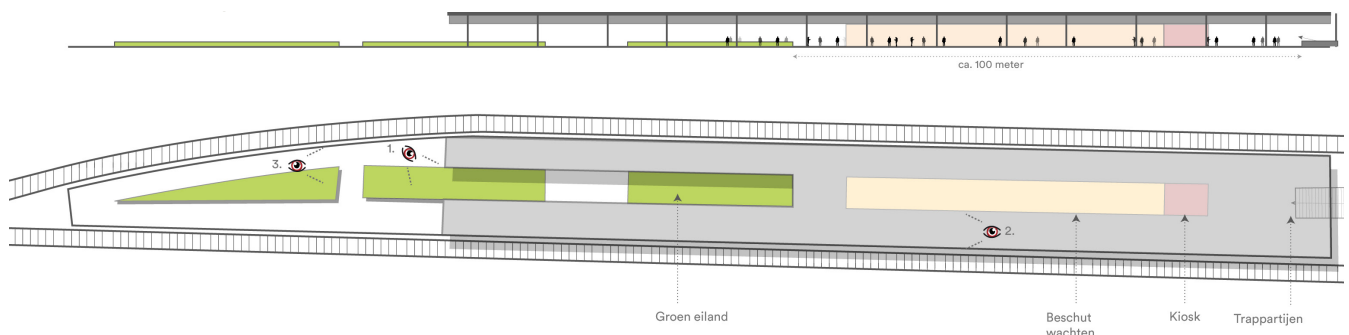 ca. 100 meter
1.
3.
2.
Groen eiland
Beschut
wachten
Kiosk
Trappartijen